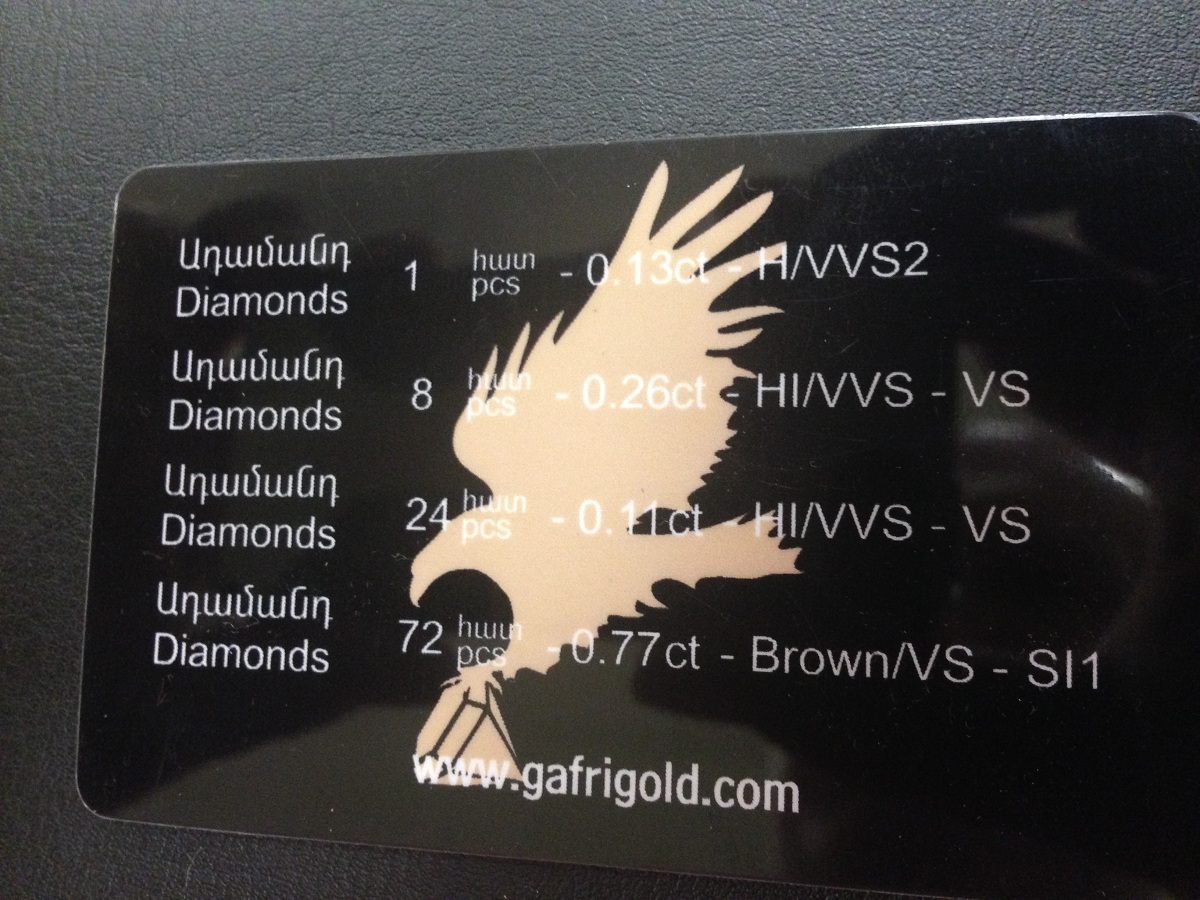 Ադամանդ
Diamonds 1 հատ pcs - 0.13ct - H/VVS2
Ադամանդ
Diamonds 8 հատ pcs - 0.26ct - HI/VVS - VS
Ադամանդ
Diamonds 24 հատ pcs - 0.11ct - HI/VVS - VS
Ադամանդ
Diamonds 72 հատ pcs - 0.77ct - Brown/VS - SI1
www.gafrigold.com